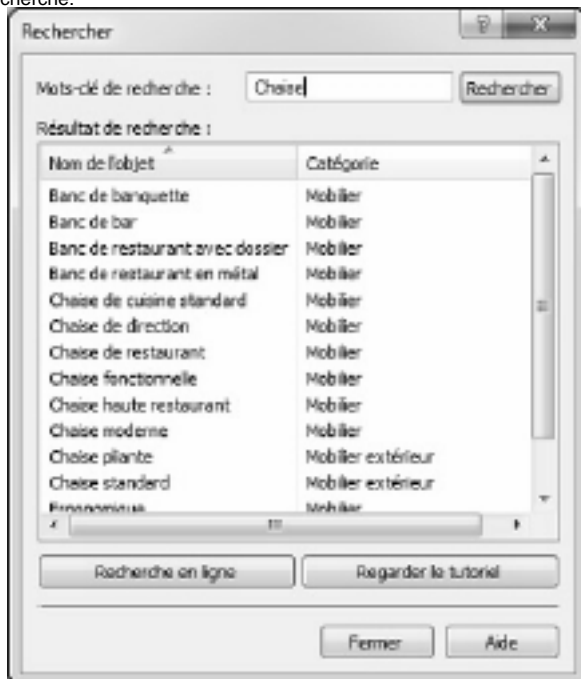 cherche.
Rechercher
Mots-clé de recherche : Chaise Rechercher
Résultat de recherche :
Nom de l'objet Catégorie
Banc de banquette Mobilier
Banc de bar Mobilier
Banc de restaurant avec dossier Mobilier
Banc de restaurant en métal Mobilier
Chaise de cuisine standard Mobilier
Chaise de direction Mobilier
Chaise de restaurant Mobilier
Chaise fonctionnelle Mobilier
Chaise haute restaurant Mobilier
Chaise moderne Mobilier
Chaise pliante Mobilier extérieur
Chaise standard Mobilier extérieur
Ergonomique Mobilier
Recherche en ligne Regarder le tutoriel
Fermer Aide